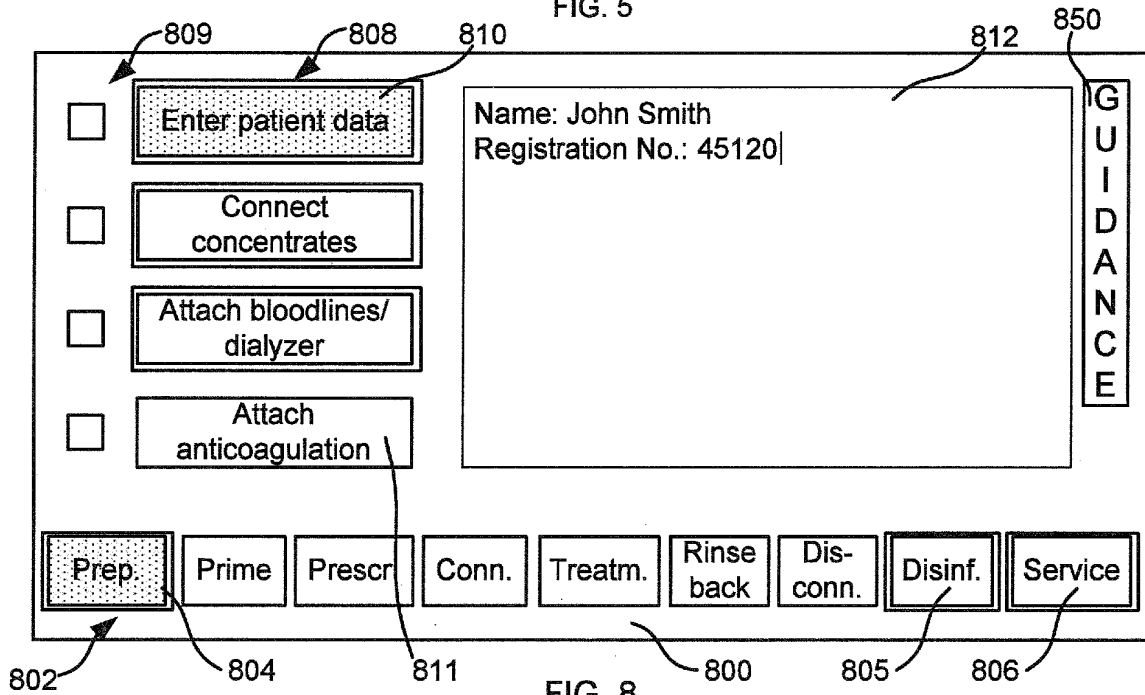 FIG. 5
809
808
810
812
850
Enter patient data
Name: John Smith
Registration No.: 45120
GUIDANCE
Connect
concentrates
Attach bloodlines/
dialyzer
Attach
anticoagulation
Prep.
Prime
Prescr.
Conn.
Treatm.
Rinse
back
Dis-
conn.
Disinf.
Service
802
804
811
800
805
806
FIG. 8